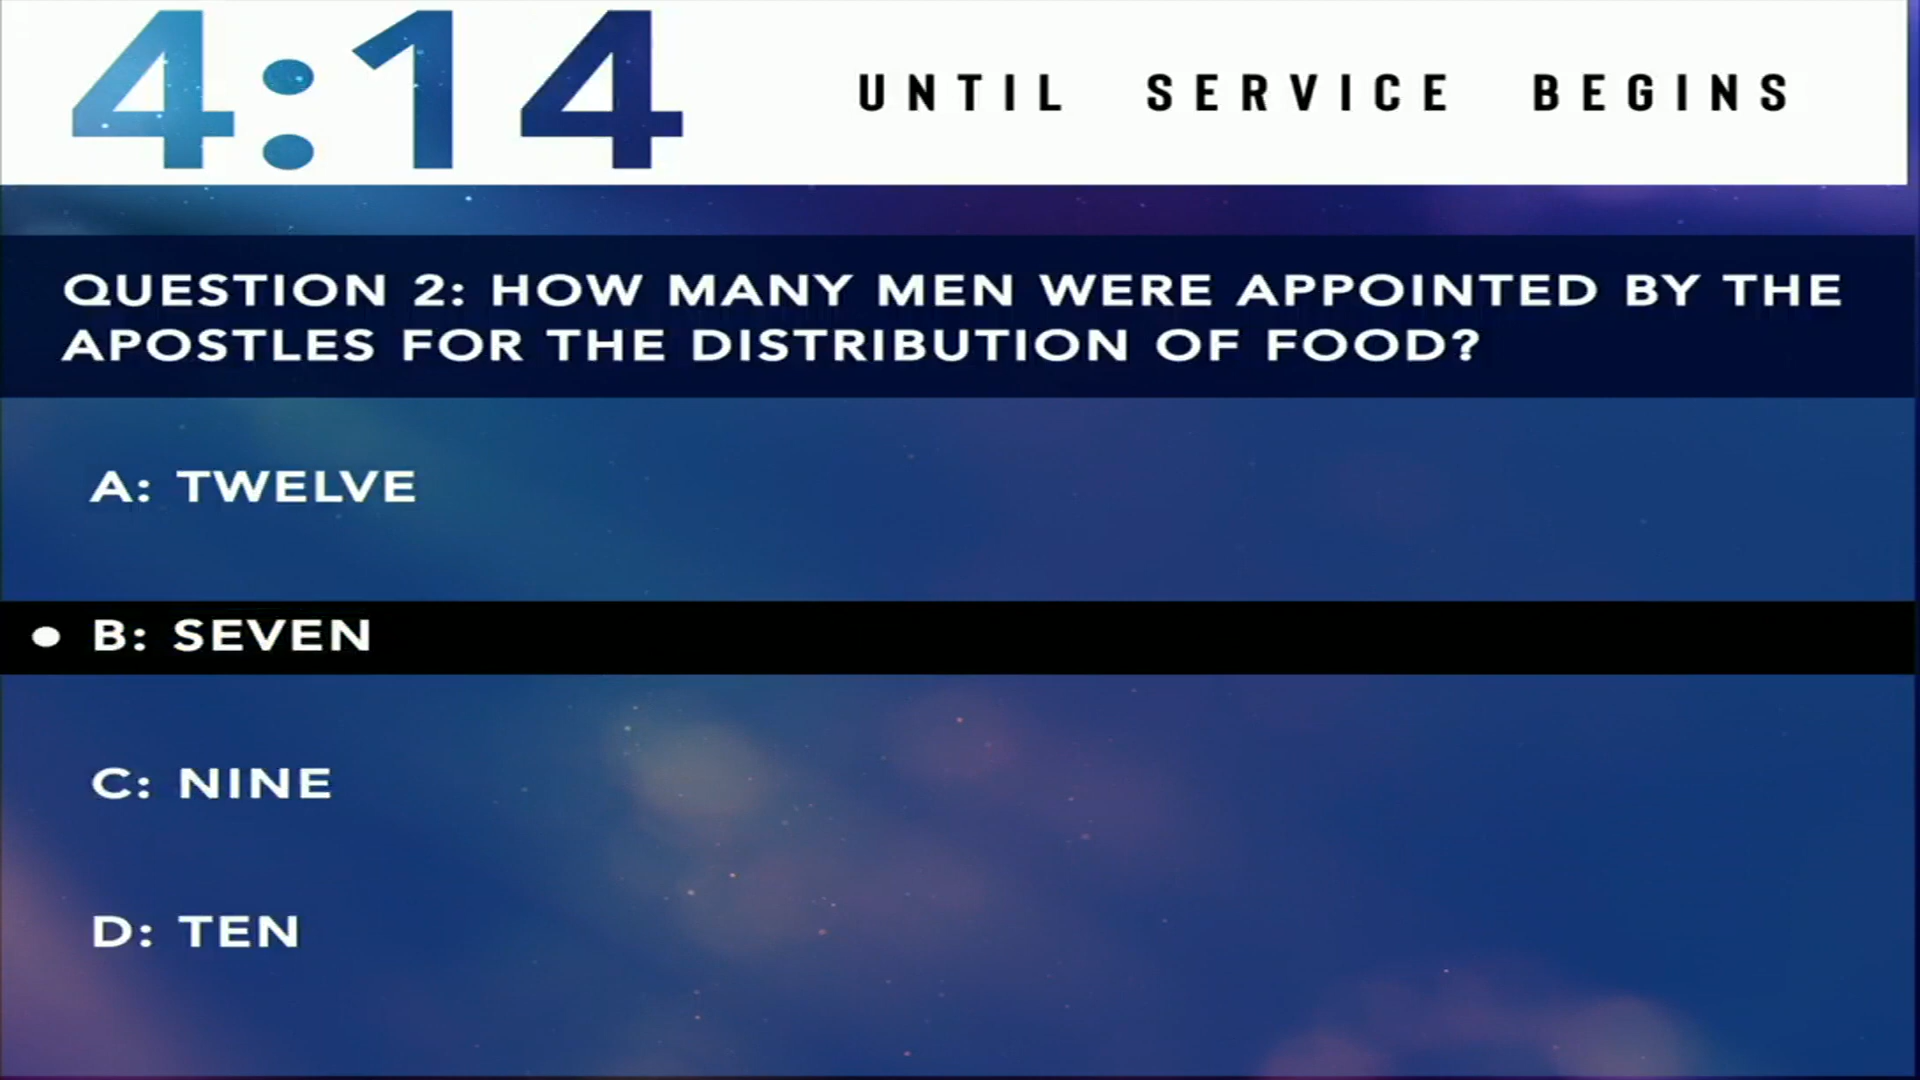 4:14 UNTIL SERVICE BEGINS
QUESTION 2: HOW MANY MEN WERE APPOINTED BY THE
APOSTLES FOR THE DISTRIBUTION OF FOOD?
A: TWELVE
• B: SEVEN
C: NINE
D: TEN